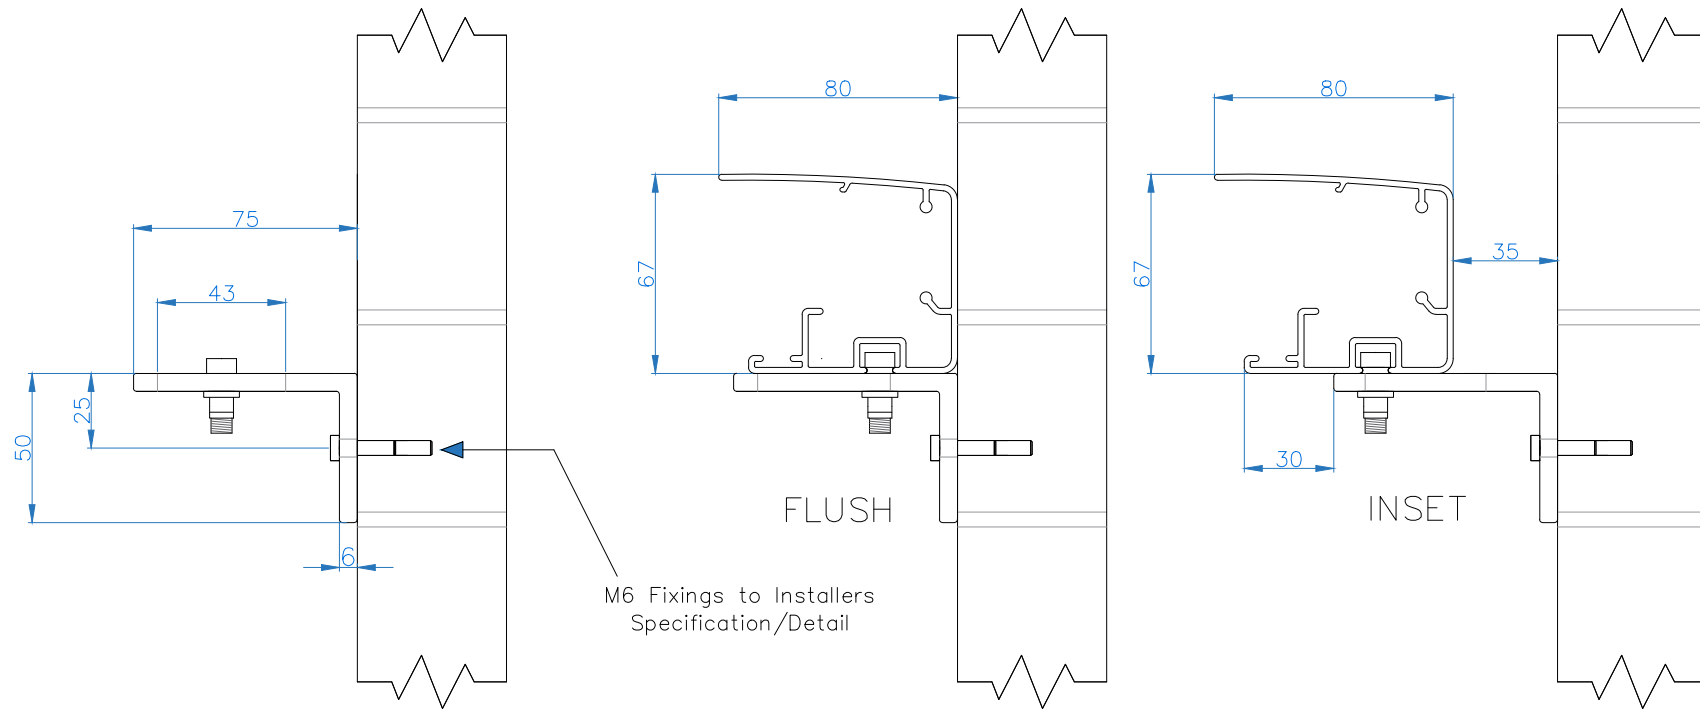 80
80
75
67
67
35
43
25
50
30
FLUSH
INSET
6
M6 Fixings to Installers
Specification/Detail